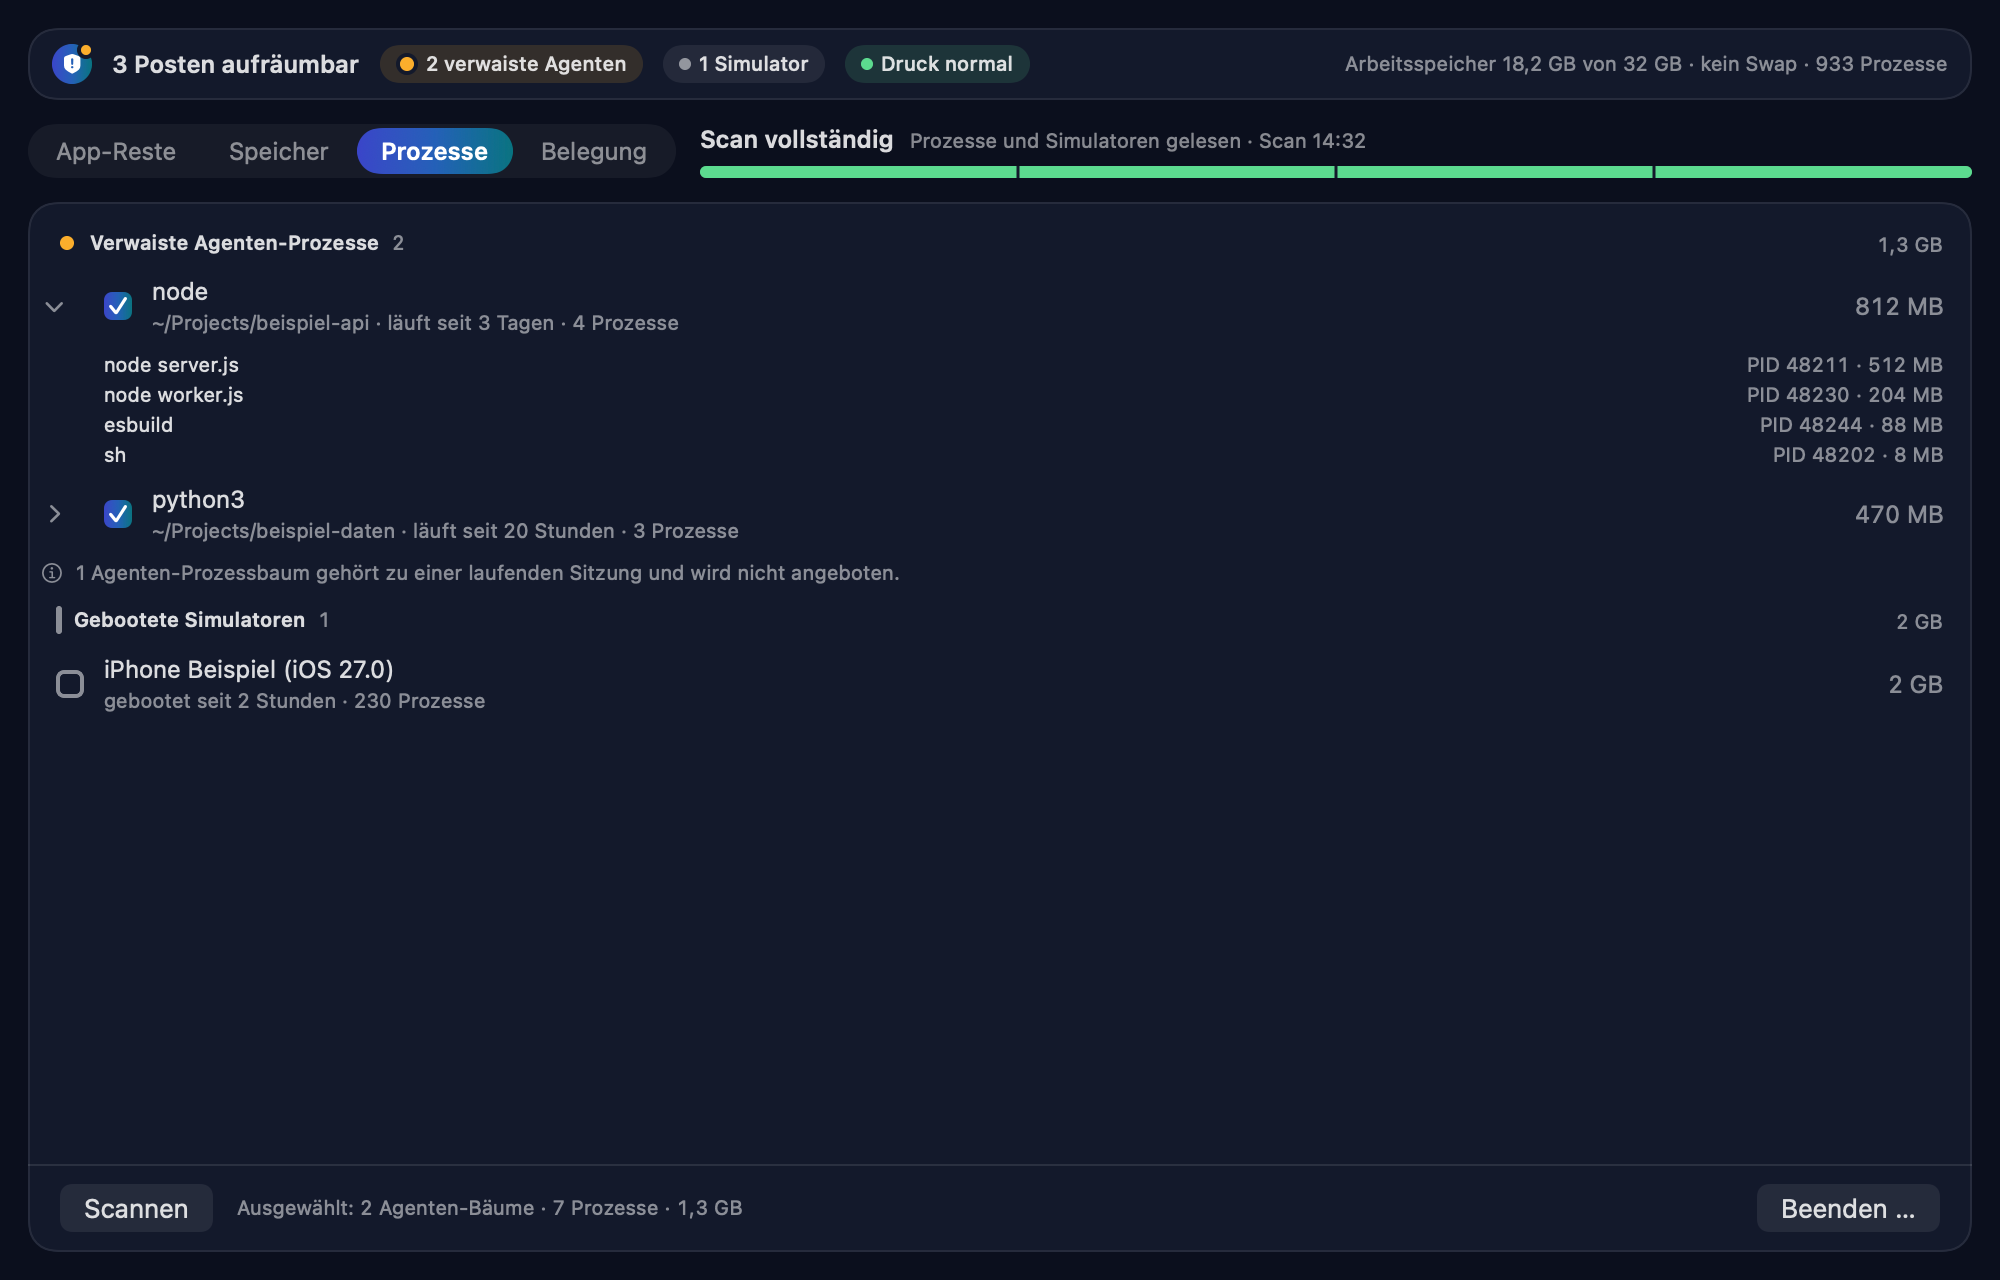 3 Posten aufräumbar
2 verwaiste Agenten
1 Simulator
Druck normal
Arbeitsspeicher 18,2 GB von 32 GB · kein Swap · 933 Prozesse
App-Reste
Speicher
Prozesse
Belegung
Scan vollständig Prozesse und Simulatoren gelesen · Scan 14:32
Verwaiste Agenten-Prozesse 2
1,3 GB
node
812 MB
~/Projects/beispiel-api · läuft seit 3 Tagen · 4 Prozesse
node server.js PID 48211 · 512 MB
node worker.js PID 48230 · 204 MB
esbuild PID 48244 · 88 MB
sh PID 48202 · 8 MB
python3
470 MB
~/Projects/beispiel-daten · läuft seit 20 Stunden · 3 Prozesse
1 Agenten-Prozessbaum gehört zu einer laufenden Sitzung und wird nicht angeboten.
Gebootete Simulatoren 1
2 GB
iPhone Beispiel (iOS 27.0)
2 GB
gebootet seit 2 Stunden · 230 Prozesse
Scannen
Ausgewählt: 2 Agenten-Bäume · 7 Prozesse · 1,3 GB
Beenden ...